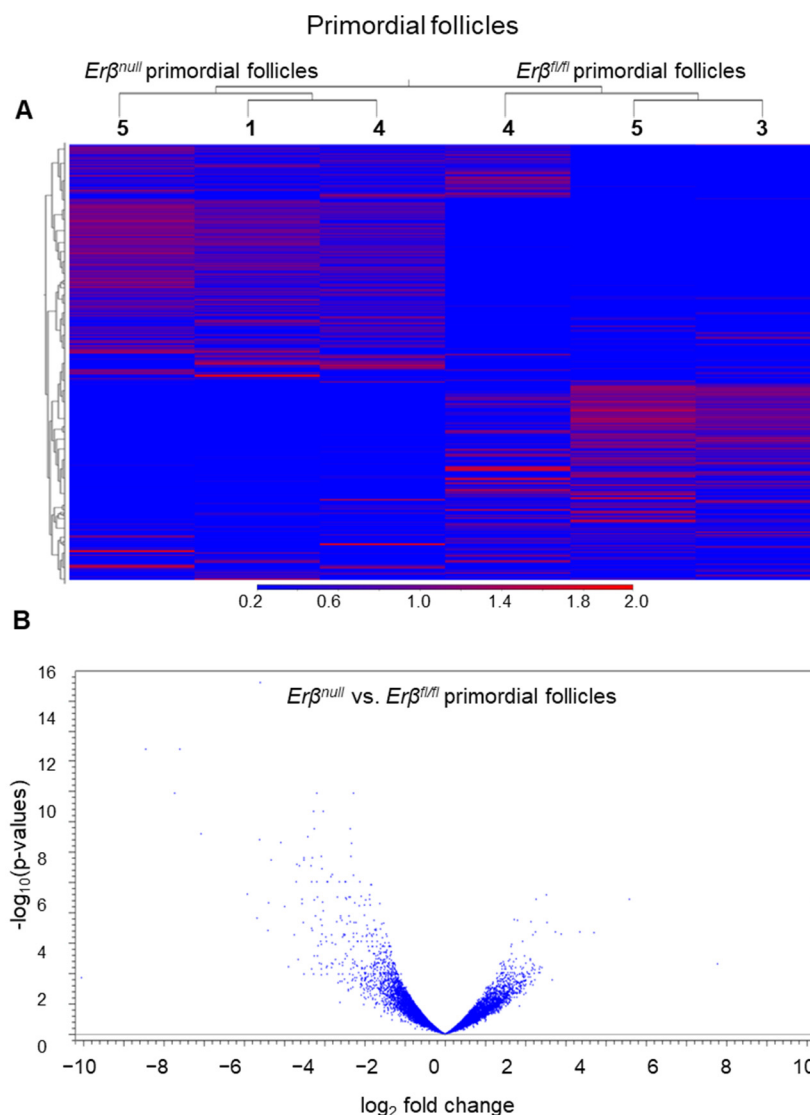 Primordial follicles
Erβnull primordial follicles Erβfl/fl primordial follicles
A
5 1 4 4 5 3
0.2 0.6 1.0 1.4 1.8 2.0
B
Erβnull vs. Erβfl/fl primordial follicles
16
14
12
10
8
6
4
2
0
-log10(p-values)
−10 −8 −6 −4 −2 0 2 4 6 8 10
log2 fold change